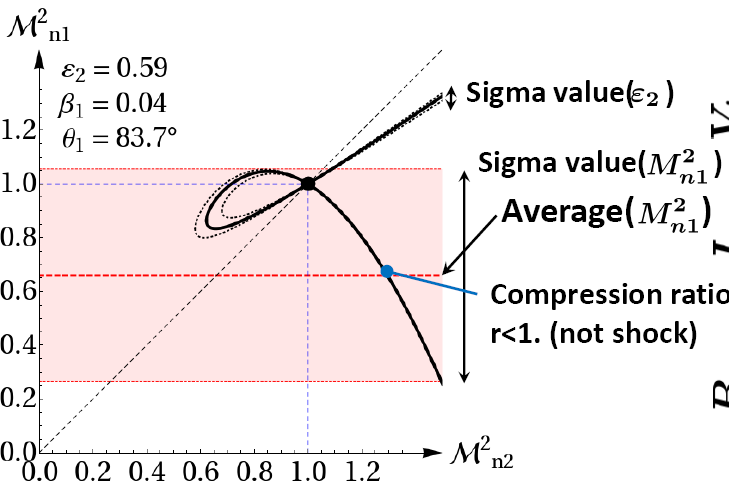 ℳ²ₙ₁
ε₂ = 0.59
β₁ = 0.04
θ₁ = 83.7°
Sigma value(ε₂)
Sigma value(M²ₙ₁)
Average(M²ₙ₁)
Compression ratio
r<1. (not shock)
1.2
1.0
0.8
0.6
0.4
0.2
0.0
0.0 0.2 0.4 0.6 0.8 1.0 1.2
ℳ²ₙ₂